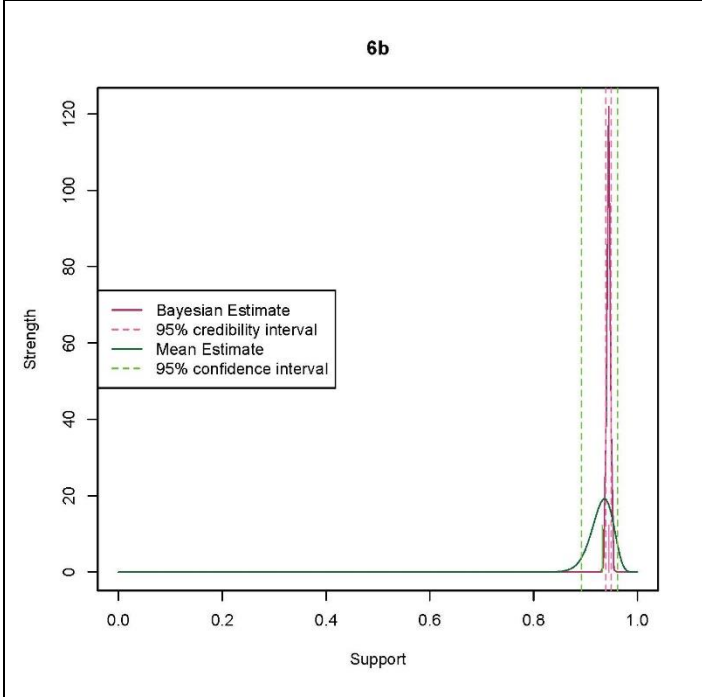 6b
120
100
80
60
40
20
0
Strength
Bayesian Estimate
95% credibility interval
Mean Estimate
95% confidence interval
0.0 0.2 0.4 0.6 0.8 1.0
Support